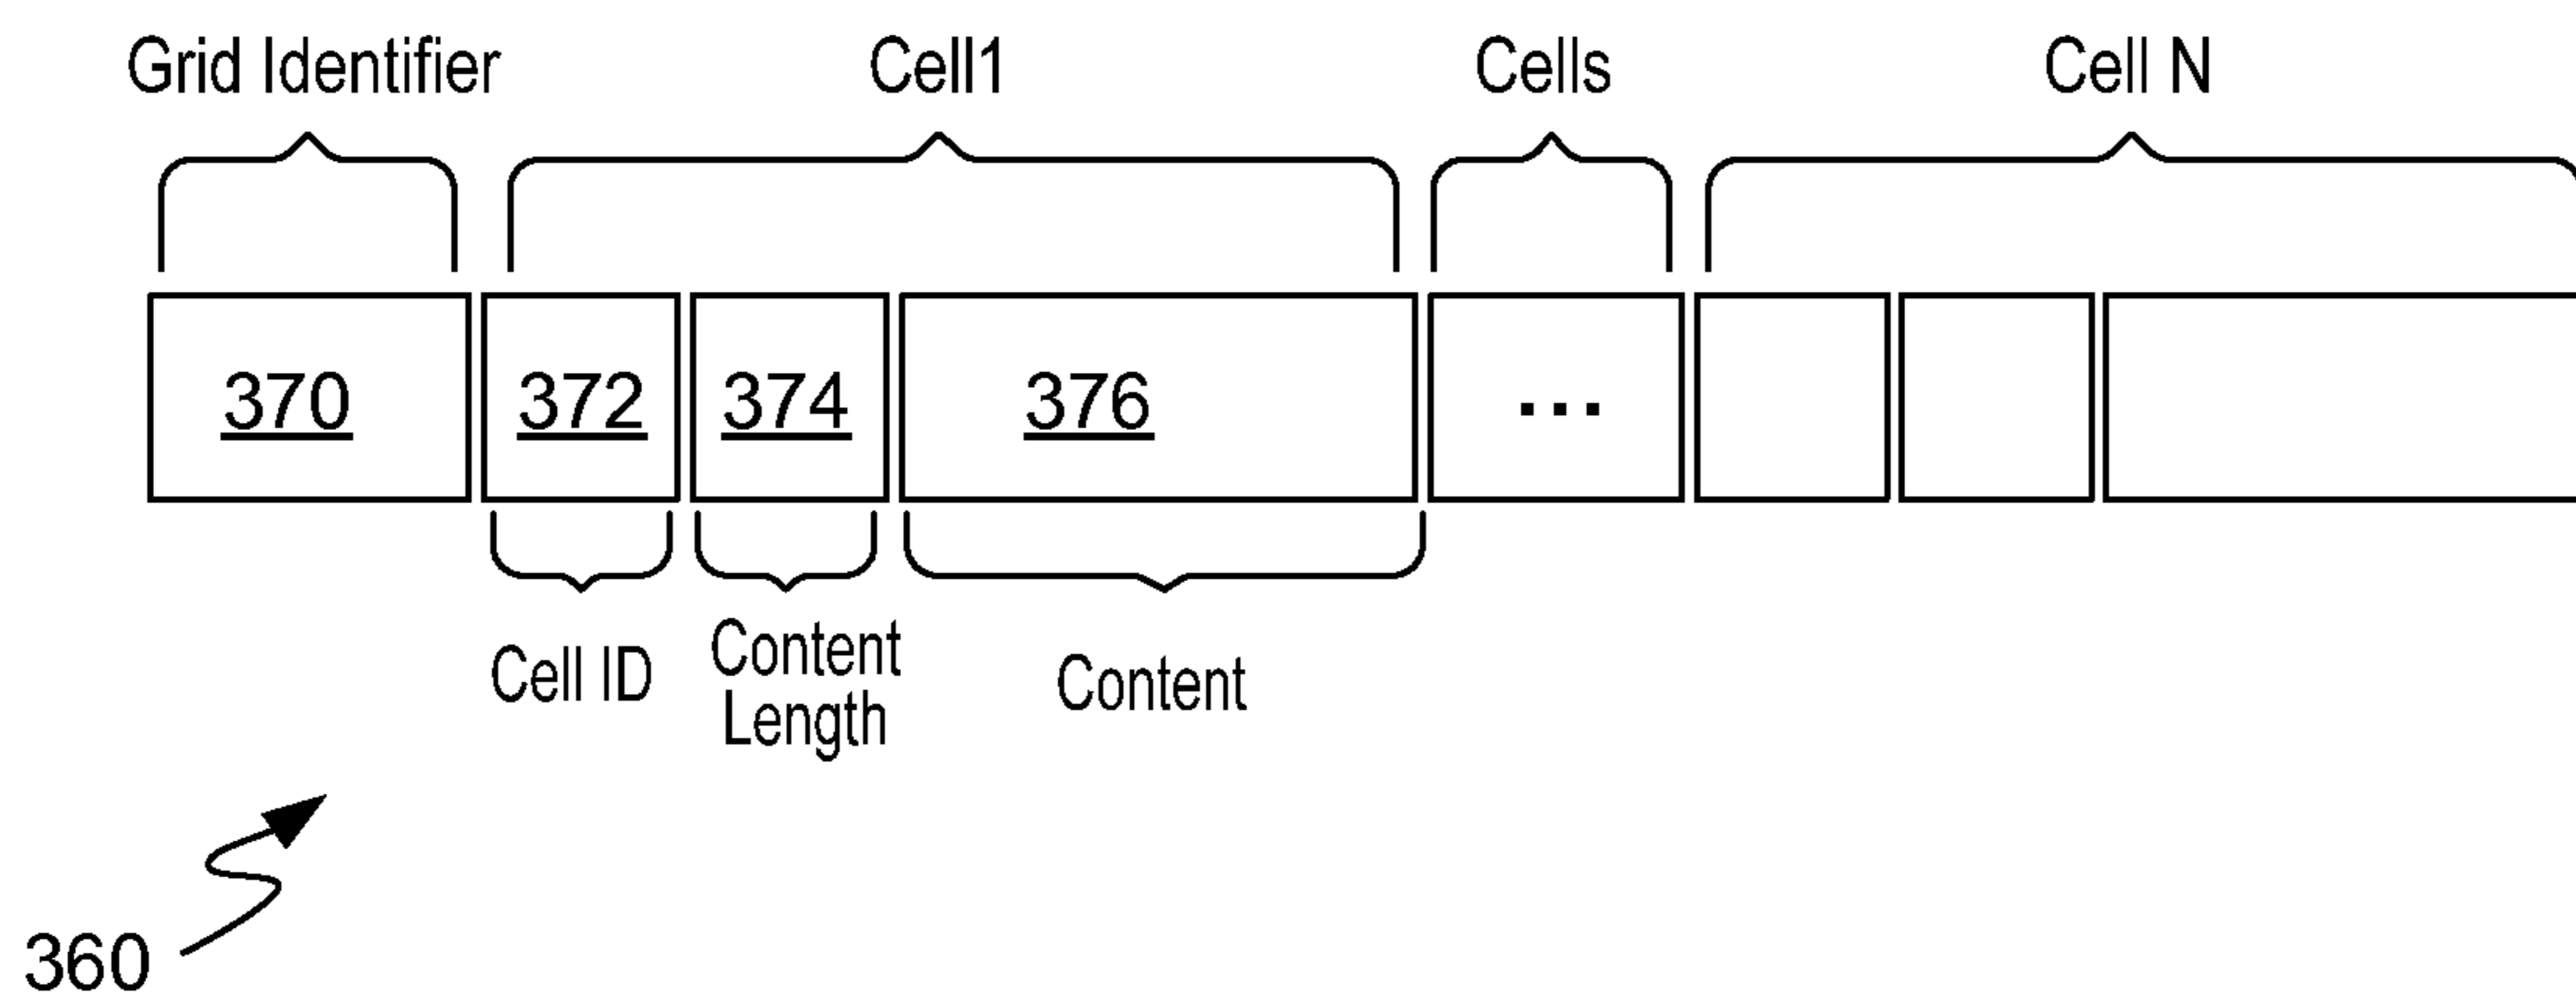 Grid Identifier
Cell1
Cells
Cell N
370
372
374
376
...
Cell ID
Content
Length
Content
360